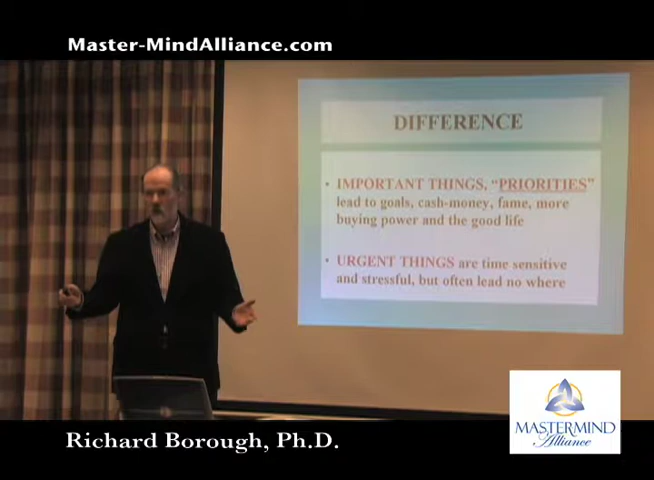 Master-MindAlliance.com
DIFFERENCE
• IMPORTANT THINGS, "PRIORITIES"
lead to goals, cash-money, fame, more
buying power and the good life
• URGENT THINGS are time sensitive
and stressful, but often lead no where
Richard Borough, Ph.D.
MASTERMIND
Alliance